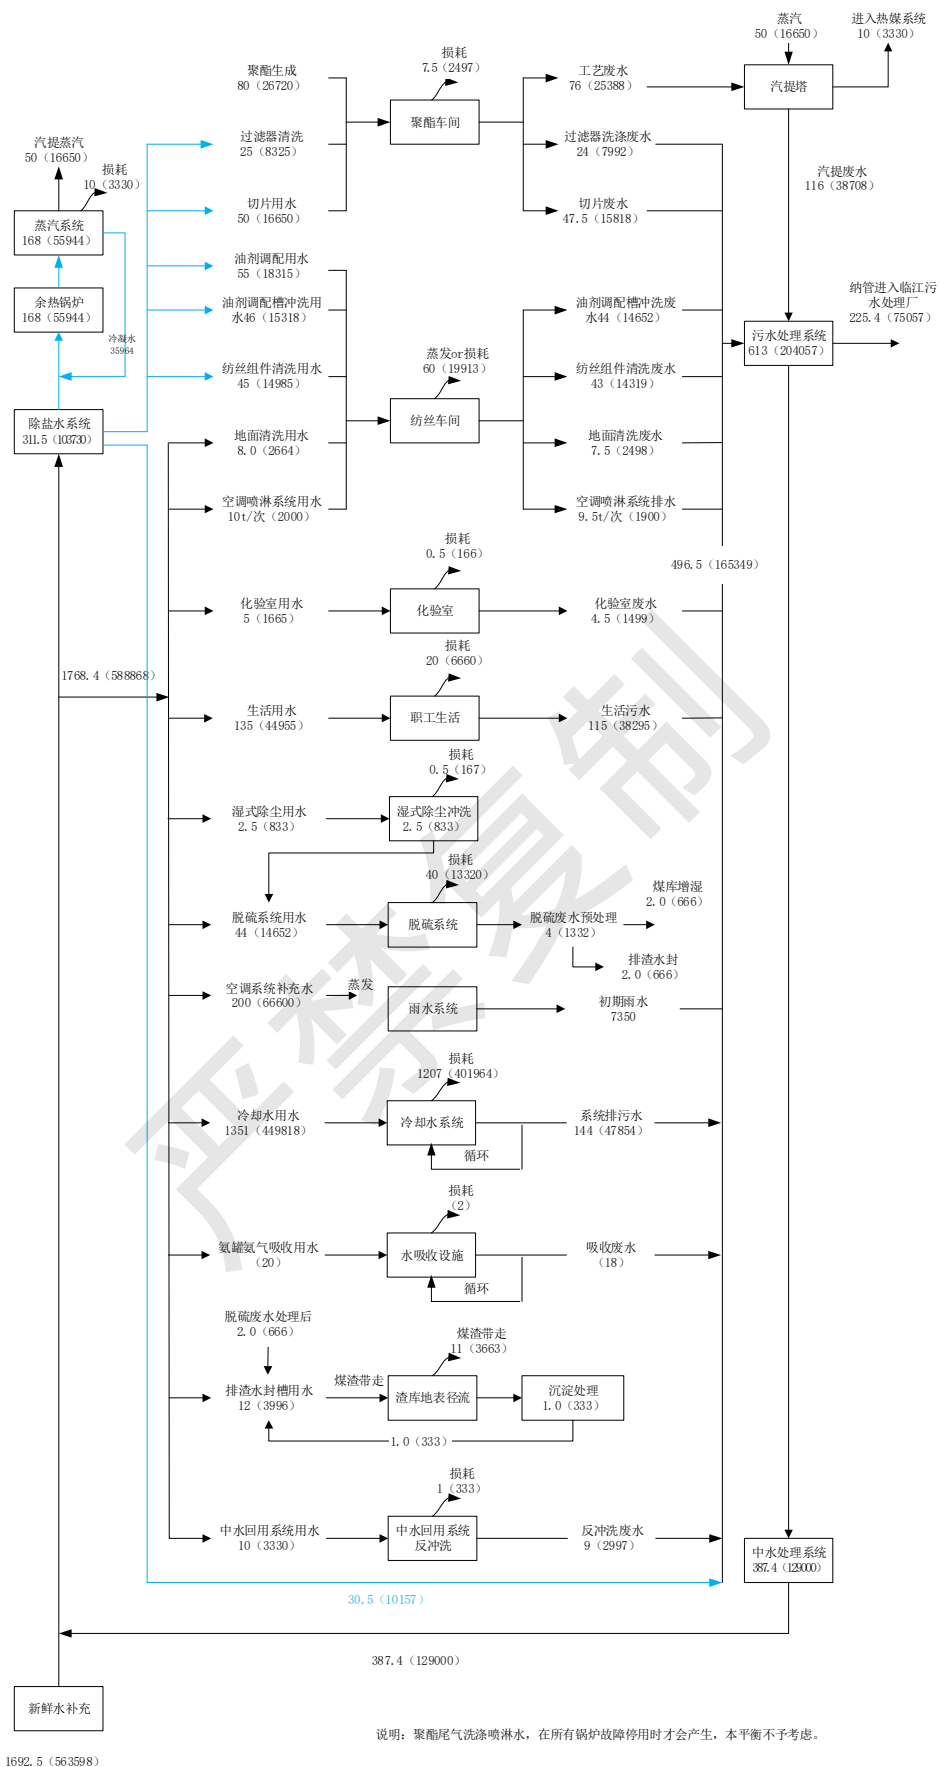 蒸汽
50（16650）
进入热媒系统
10（3330）
损耗
7.5（2497）
聚酯生成
80（26720）
工艺废水
76（25388）
汽提塔
聚酯车间
过滤器清洗
25（8325）
过滤器洗涤废水
24（7992）
汽提蒸汽
50（16650）
损耗
10（3330）
汽提废水
116（38708）
切片用水
50（16650）
切片废水
47.5（15818）
蒸汽系统
168（55944）
油剂调配用水
55（18315）
余热锅炉
168（55944）
油剂调配槽冲洗用
水46（15318）
油剂调配槽冲洗废
水44（14652）
纳管进入临江污
水处理厂
225.4（75057）
冷凝水
35964
污水处理系统
613（204057）
蒸发or损耗
60（19913）
纺丝组件清洗用水
45（14985）
纺丝组件清洗废水
43（14319）
除盐水系统
311.5（103730）
纺丝车间
地面清洗用水
8.0（2664）
地面清洗废水
7.5（2498）
空调喷淋系统用水
10t/次（2000）
空调喷淋系统排水
9.5t/次（1900）
损耗
0.5（166）
496.5（165349）
化验室用水
5（1665）
化验室
化验室废水
4.5（1499）
损耗
20（6660）
1768.4（588868）
生活用水
135（44955）
职工生活
生活污水
115（38295）
损耗
0.5（167）
湿式除尘用水
2.5（833）
湿式除尘冲洗
2.5（833）
损耗
40（13320）
煤库增湿
2.0（666）
脱硫系统用水
44（14652）
脱硫系统
脱硫废水预处理
4（1332）
排渣水封
2.0（666）
空调系统补充水
200（66600）
蒸发
雨水系统
初期雨水
7350
损耗
1207（401964）
冷却水用水
1351（449818）
冷却水系统
系统排污水
144（47854）
循环
损耗
（2）
氨罐氨气吸收用水
（20）
水吸收设施
吸收废水
（18）
循环
脱硫废水处理后
2.0（666）
煤渣带走
11（3663）
煤渣带走
排渣水封槽用水
12（3996）
渣库地表径流
沉淀处理
1.0（333）
1.0（333）
损耗
1（333）
中水回用系统用水
10（3330）
中水回用系统
反冲洗
反冲洗废水
9（2997）
中水处理系统
387.4（129000）
30.5（10157）
387.4（129000）
新鲜水补充
说明：聚酯尾气洗涤喷淋水，在所有锅炉故障停用时才会产生，本平衡不予考虑。
1692.5（563598）
严禁复制